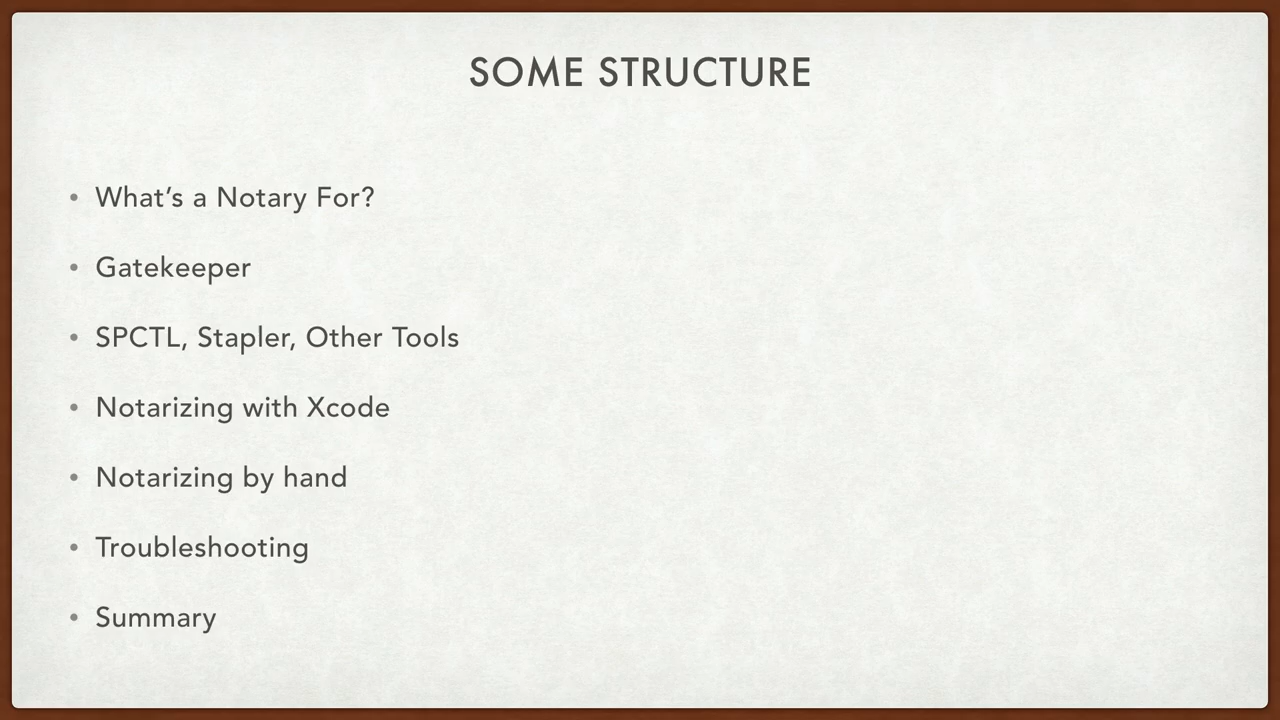 SOME STRUCTURE
• What’s a Notary For?
• Gatekeeper
• SPCTL, Stapler, Other Tools
• Notarizing with Xcode
• Notarizing by hand
• Troubleshooting
• Summary